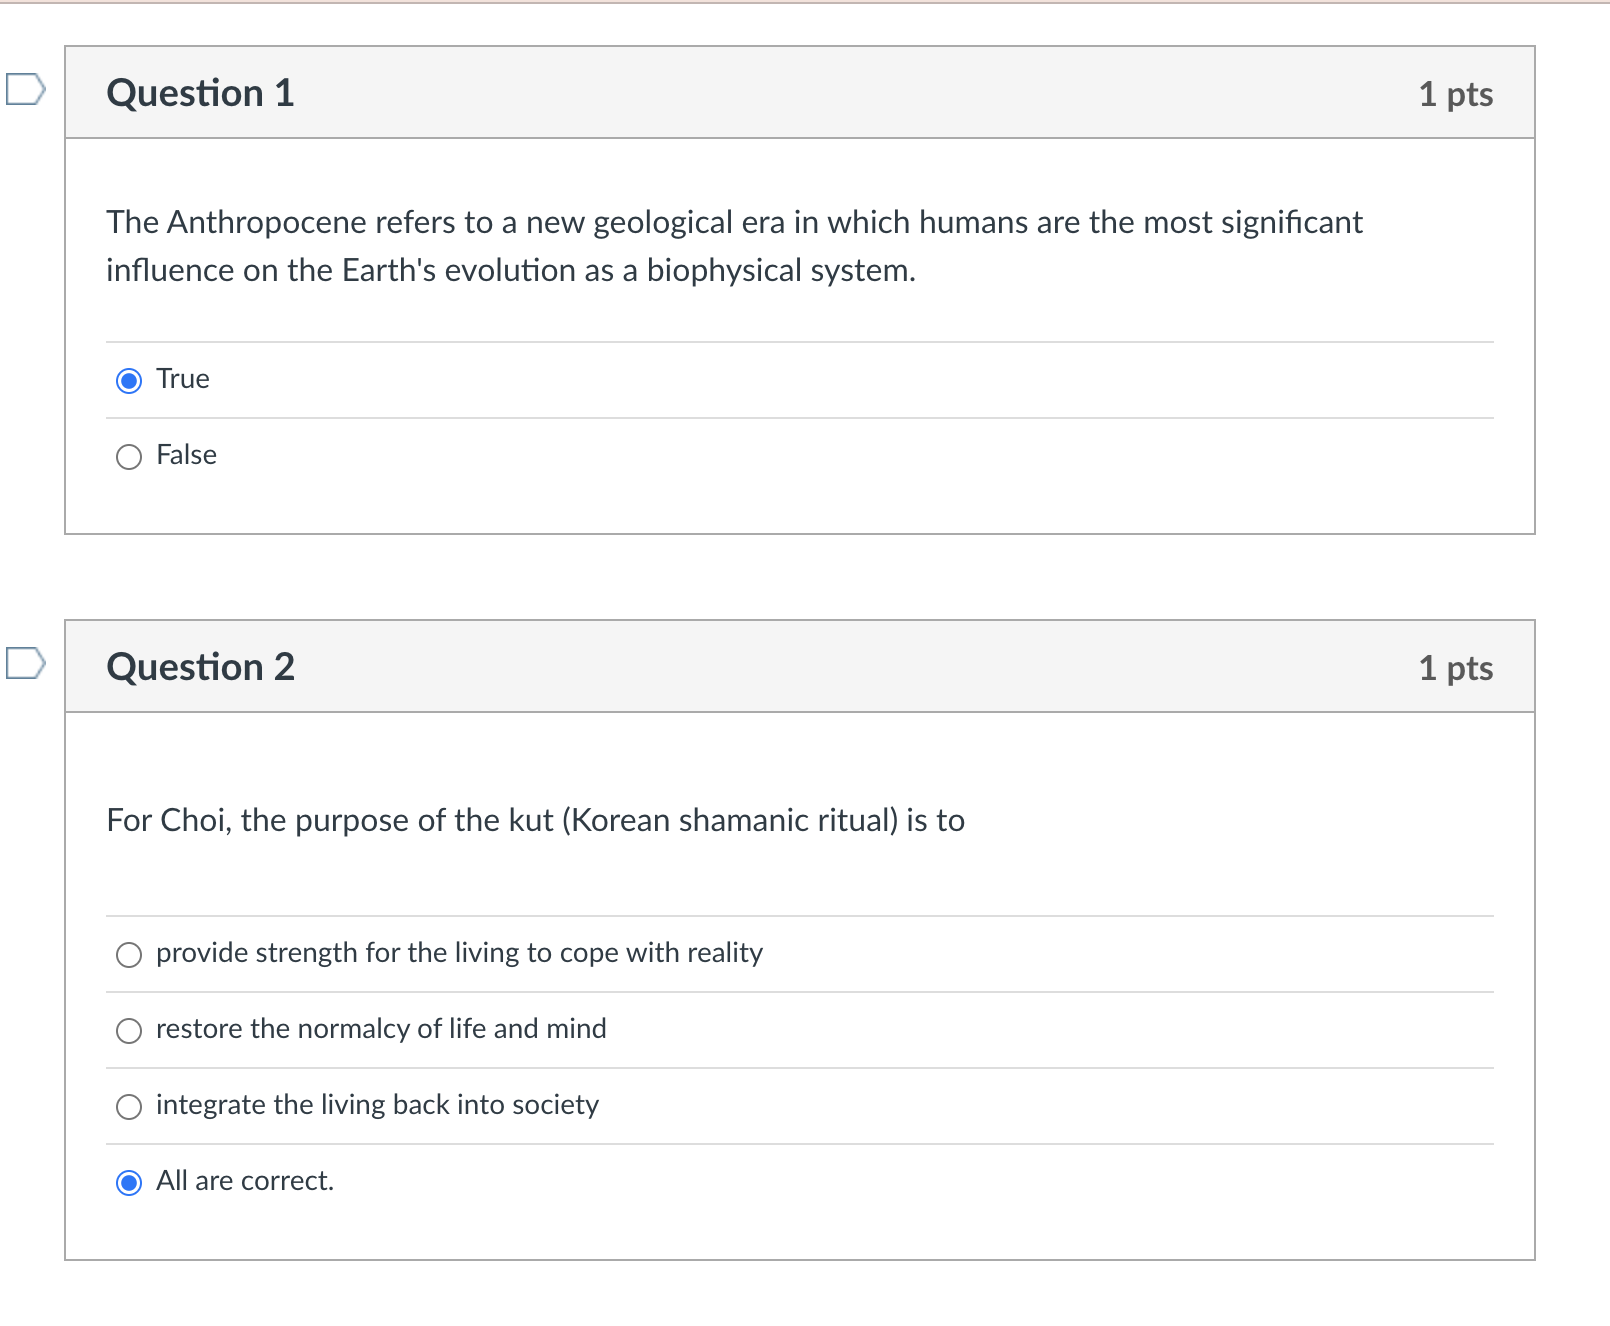 Question 1
1 pts
The Anthropocene refers to a new geological era in which humans are the most significant
influence on the Earth's evolution as a biophysical system.
True
False
Question 2
1 pts
For Choi, the purpose of the kut (Korean shamanic ritual) is to
provide strength for the living to cope with reality
restore the normalcy of life and mind
integrate the living back into society
All are correct.